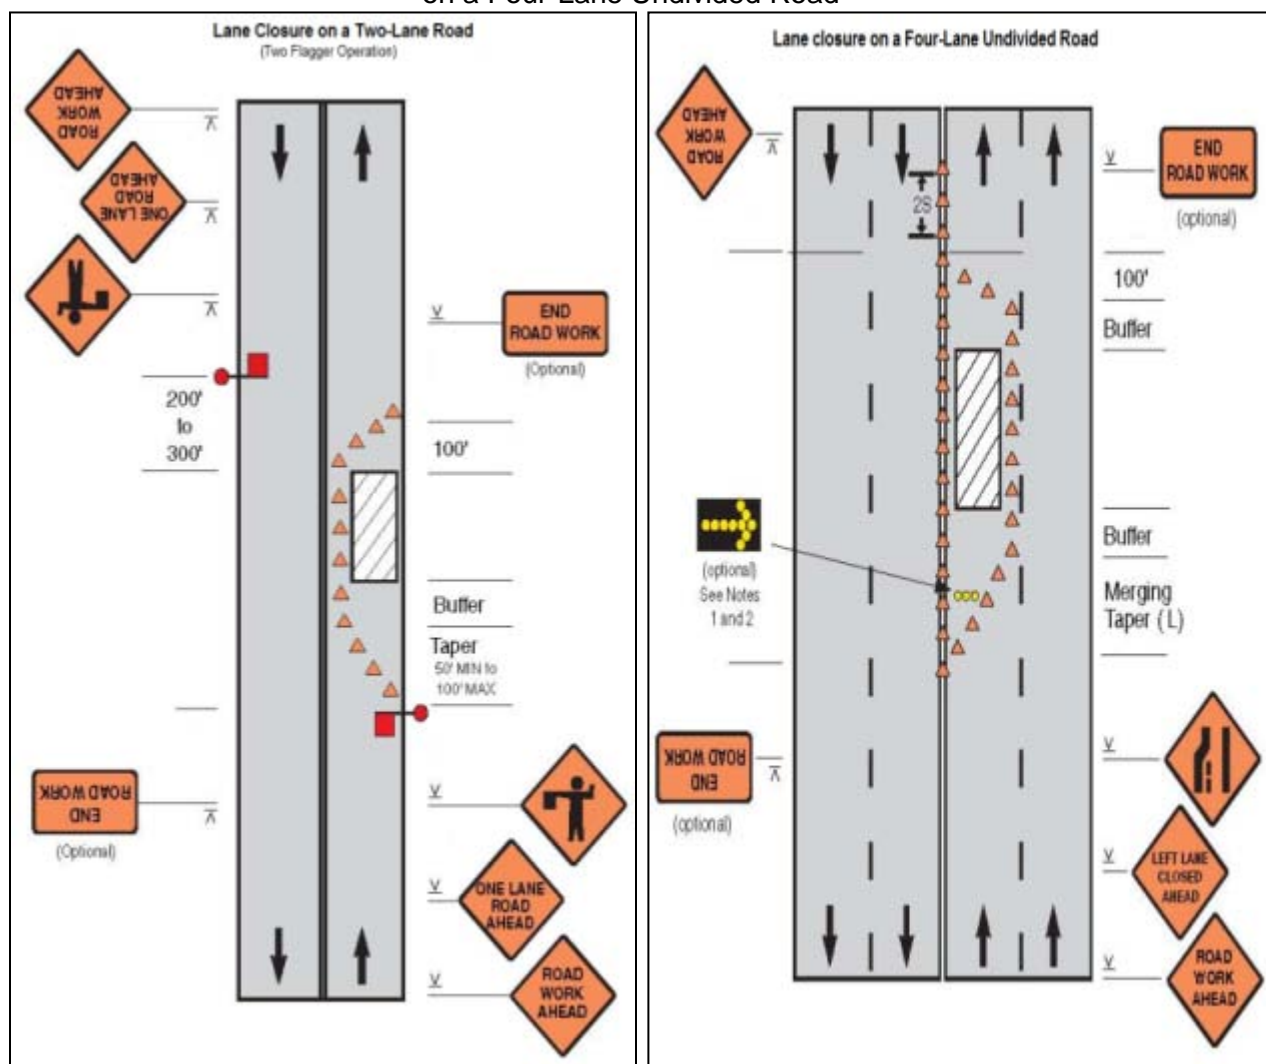 on a Four-Lane Undivided Road
Lane Closure on a Two-Lane Road
(Two Flagger Operation)
ROAD
WORK
AHEAD
ONE LANE
ROAD
AHEAD
END
ROAD WORK
(Optional)
200'
to
300'
100'
Buffer
Taper
50' MIN to
100' MAX
END
ROAD WORK
(Optional)
ONE LANE
ROAD
AHEAD
ROAD
WORK
AHEAD
Lane closure on a Four-Lane Undivided Road
ROAD
WORK
AHEAD
END
ROAD WORK
(optional)
2S
100'
Buffer
(optional)
See Notes
1 and 2
Buffer
Merging
Taper (L)
END
ROAD WORK
(optional)
LEFT LANE
CLOSED
AHEAD
ROAD
WORK
AHEAD